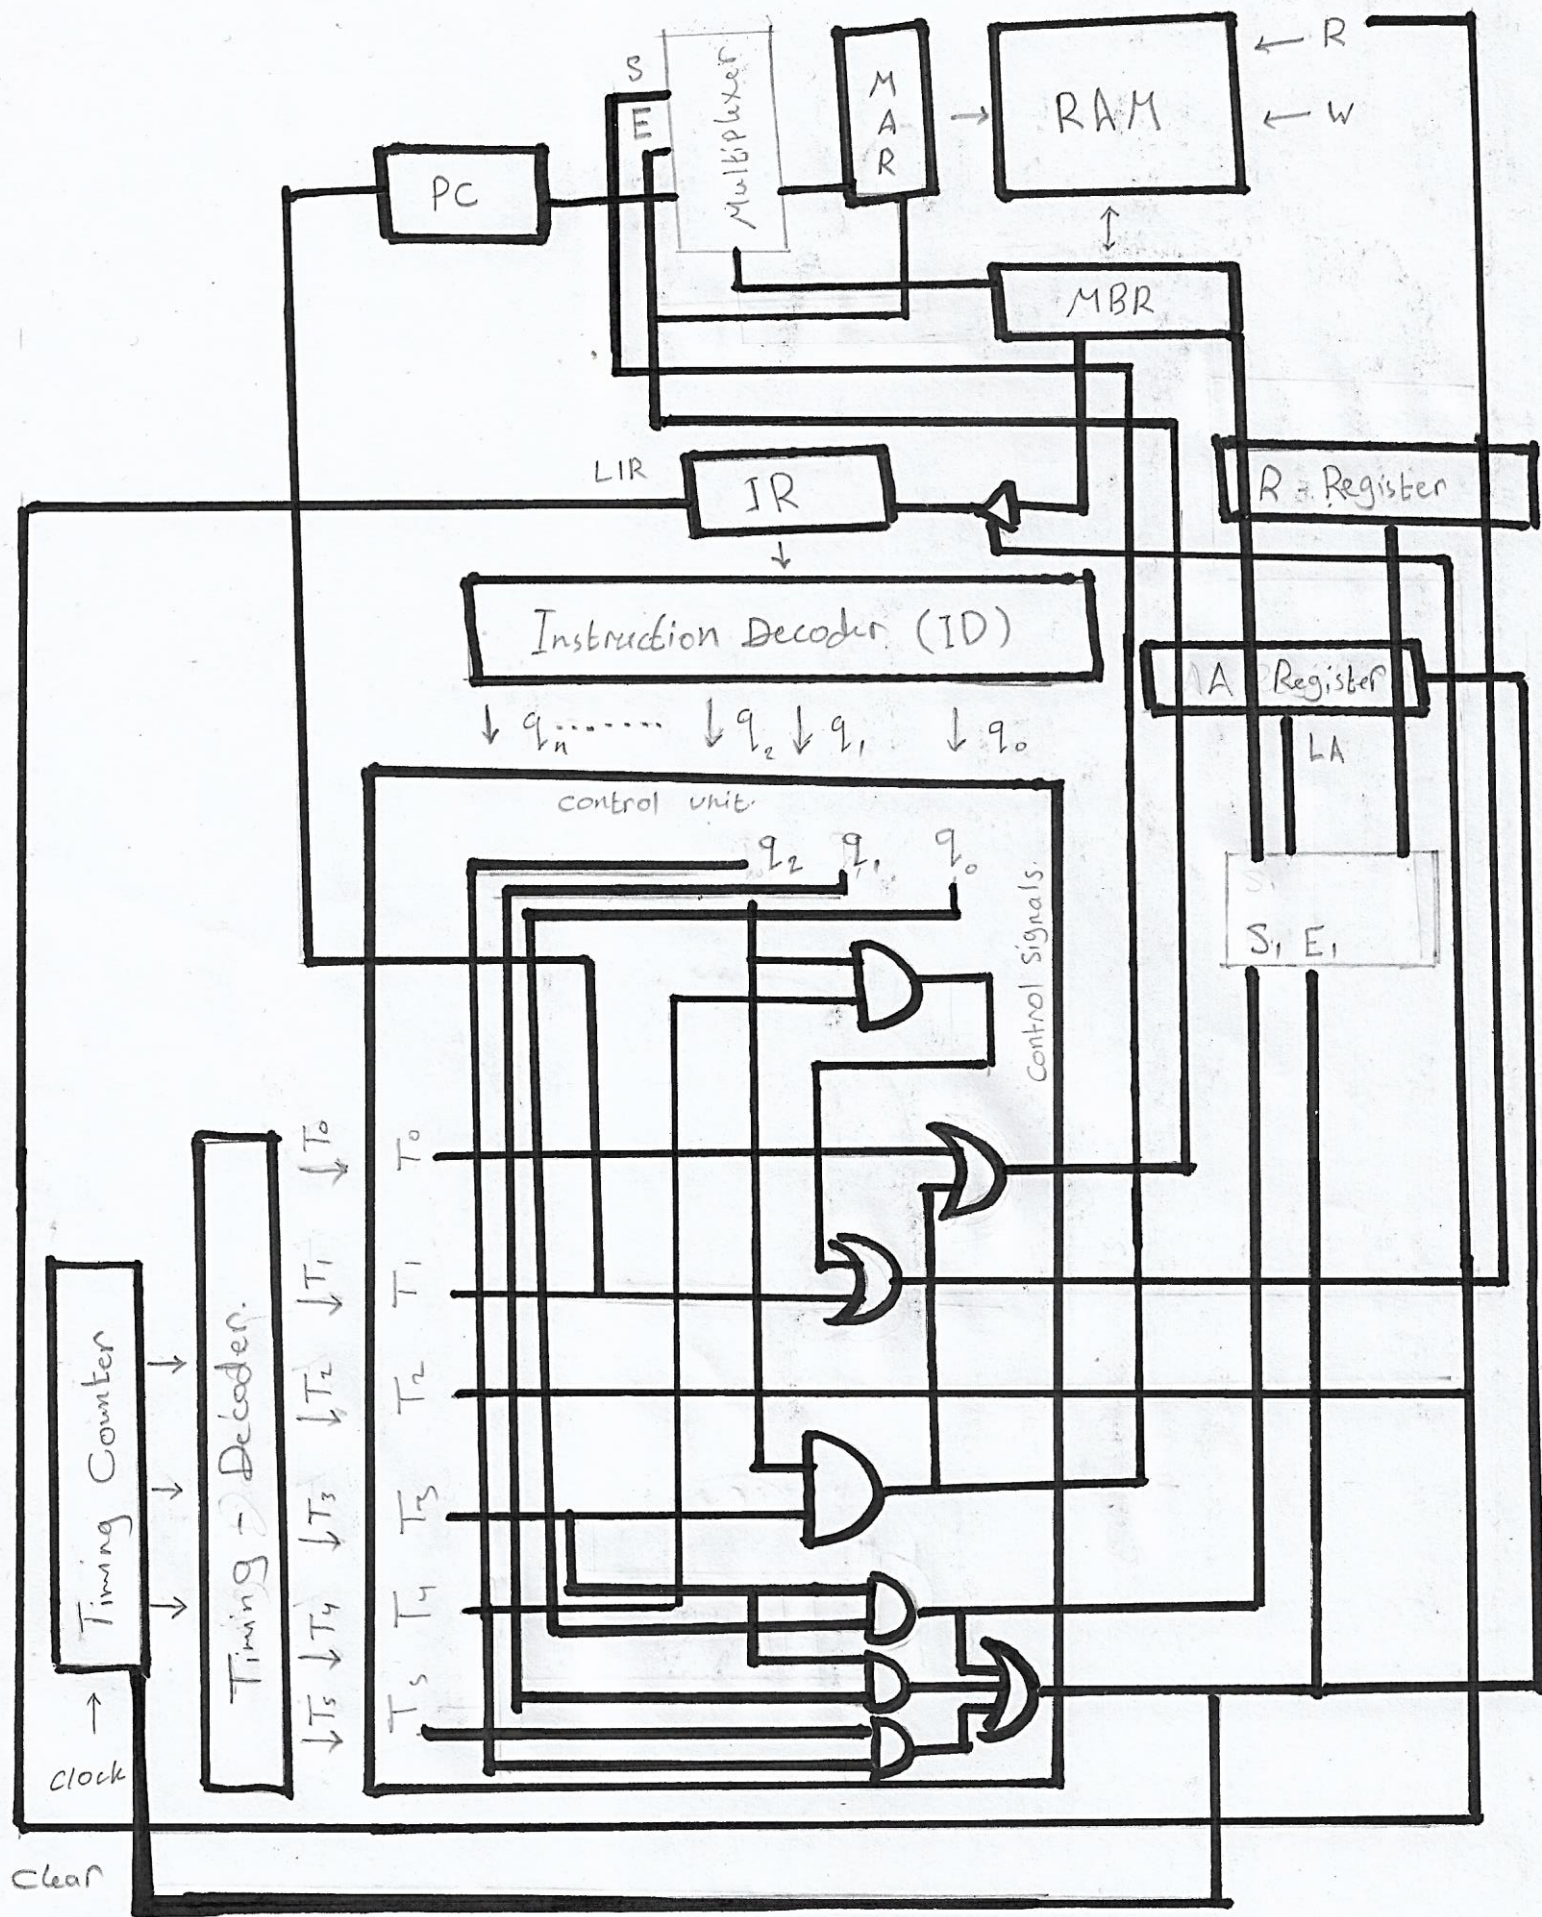 S
E
Multiplexer
MAR
RAM
← R
← W
PC
MBR
LIR
IR
R - Register
Instruction Decoder (ID)
A Register
LA
↓ qn........ ↓ q2 ↓ q1 ↓ q0
control unit.
q2 q1 q0
Control Signals.
S1 E1
Timing Counter
Timing - Decoder.
T0
T1
T2
T3
T4
T5
T0
T1
T2
T3
T4
T5
clock
clear